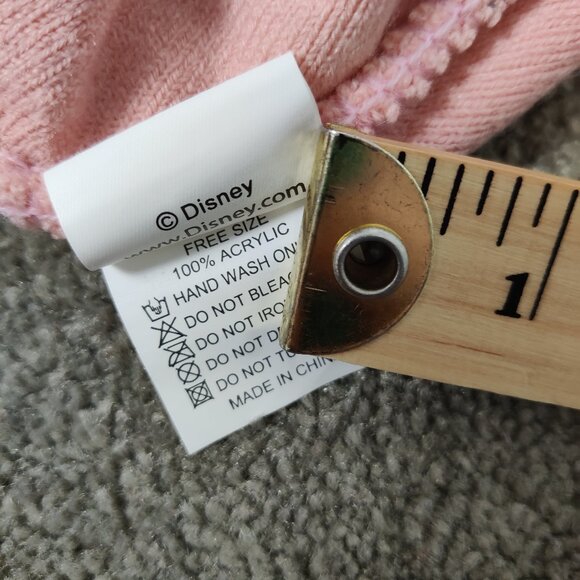 © Disney
www.Disney.com
FREE SIZE
100% ACRYLIC
HAND WASH
DO NOT
DO NOT
DO NOT
DO NOT
MADE IN
1